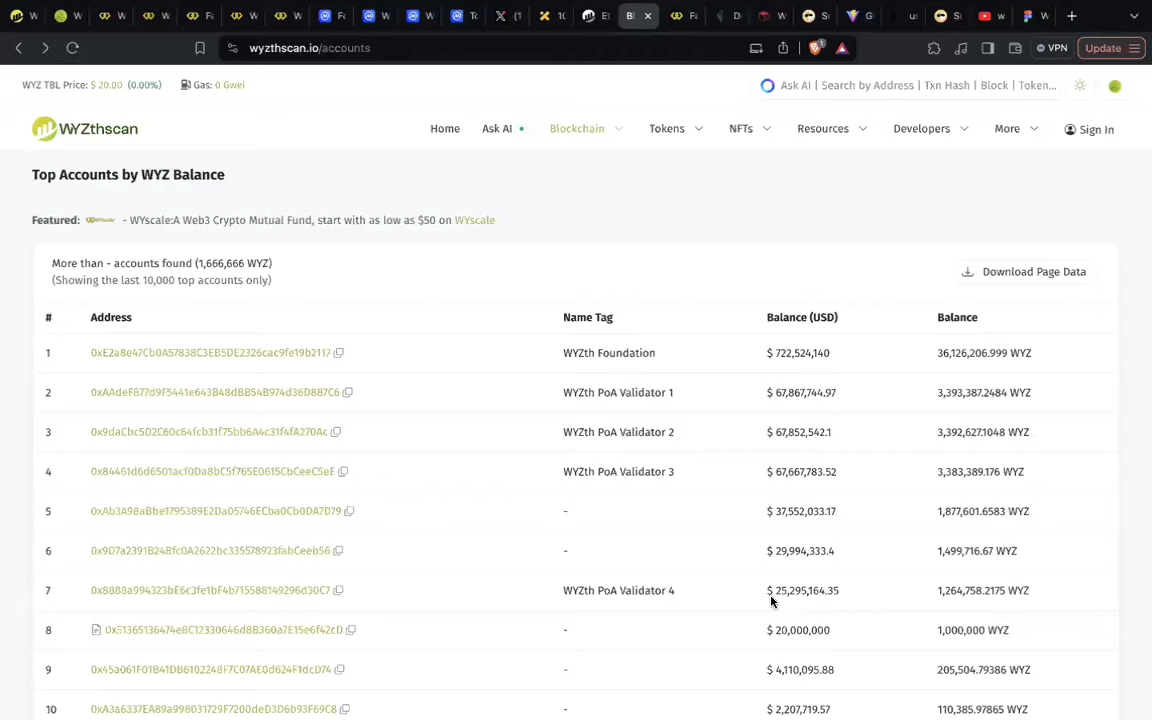 wyzthscan.io/accounts
VPN
Update
WYZ TBL Price: $ 20.00 (0.00%)
Gas: 0 Gwei
Ask AI | Search by Address | Txn Hash | Block | Token...
WYZthscan
Home
Ask AI
Blockchain
Tokens
NFTs
Resources
Developers
More
Sign In
Top Accounts by WYZ Balance
Featured: - WYscale:A Web3 Crypto Mutual Fund, start with as low as $50 on WYscale
More than - accounts found (1,666,666 WYZ)
(Showing the last 10,000 top accounts only)
Download Page Data
# Address Name Tag Balance (USD) Balance
1 0xE2a8e47Cb0A57838C3EB5DE2326cac9fe19b2117 WYZth Foundation $ 722,524,140 36,126,206.999 WYZ
2 0xAAdeF877d9F5441e643B48dBB54B974d36D887C6 WYZth PoA Validator 1 $ 67,867,744.97 3,393,387.2484 WYZ
3 0x9daCbc5D2C60c64fcb31f75bb6A4c31f4fA270Ac WYZth PoA Validator 2 $ 67,852,542.1 3,392,627.1048 WYZ
4 0x84461d6d6501acf0Da8bC5f765E0615CbCeeC5eE WYZth PoA Validator 3 $ 67,667,783.52 3,383,389.176 WYZ
5 0xAb3A98aBbe1795389E2Da05746ECba0Cb0DA7D79 - $ 37,552,033.17 1,877,601.6583 WYZ
6 0x9D7a2391B24Bfc0A2622bc335578923fabCeeb56 - $ 29,994,333.4 1,499,716.67 WYZ
7 0x8888a994323bE6c3fe1bF4b715588149296d30C7 WYZth PoA Validator 4 $ 25,295,164.35 1,264,758.2175 WYZ
8 0x51365136474e8C12330646d8B360a7E15e6f42cD - $ 20,000,000 1,000,000 WYZ
9 0x45a061F01B41DB6102248F7C07AE0d624F1dcD74 - $ 4,110,095.88 205,504.79386 WYZ
10 0xA3a6337EA89a998031729F7200deD3D6b93F69C8 - $ 2,207,719.57 110,385.97865 WYZ